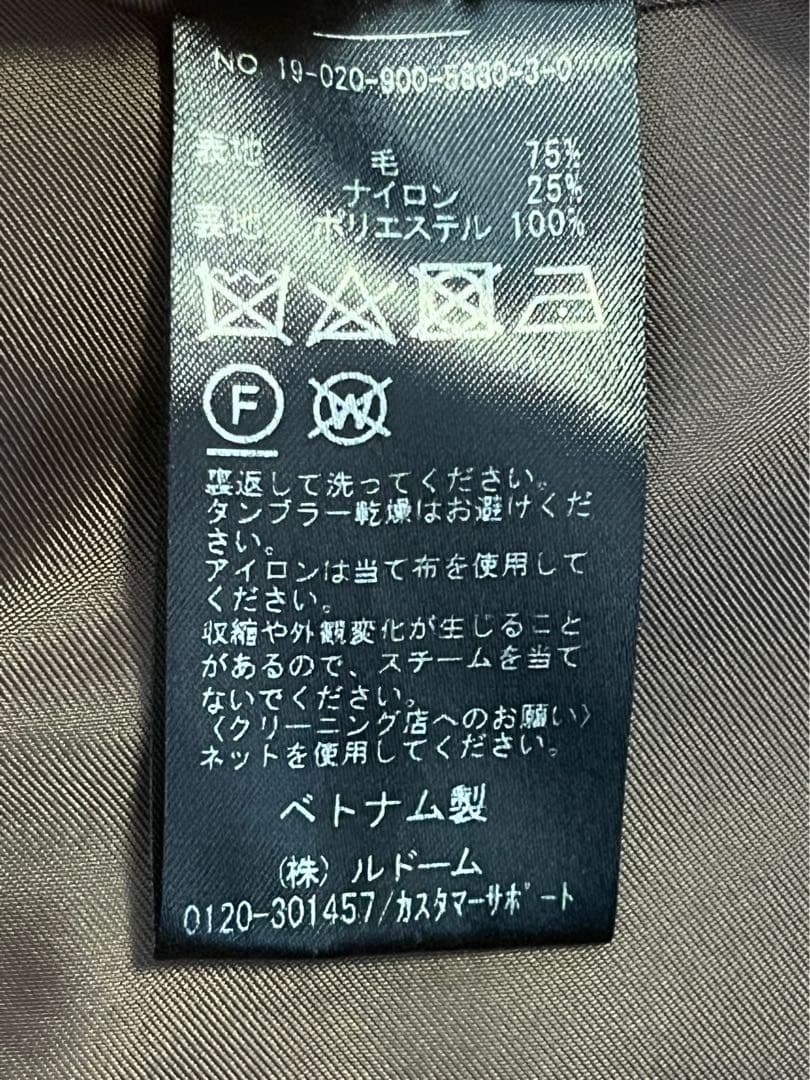 NO 19-020-900-5880-3-0
表地 毛 75%
ナイロン 25%
裏地 ポリエステル 100%
F W
裏返して洗ってください。
タンブラー乾燥はお避けくだ
さい。
アイロンは当て布を使用して
ください。
収縮や外観変化が生じること
があるので、スチームを当て
ないでください。
〈クリーニング店へのお願い〉
ネットを使用してください。
ベトナム製
(株)ルドーム
0120-301457/カスタマーサポート